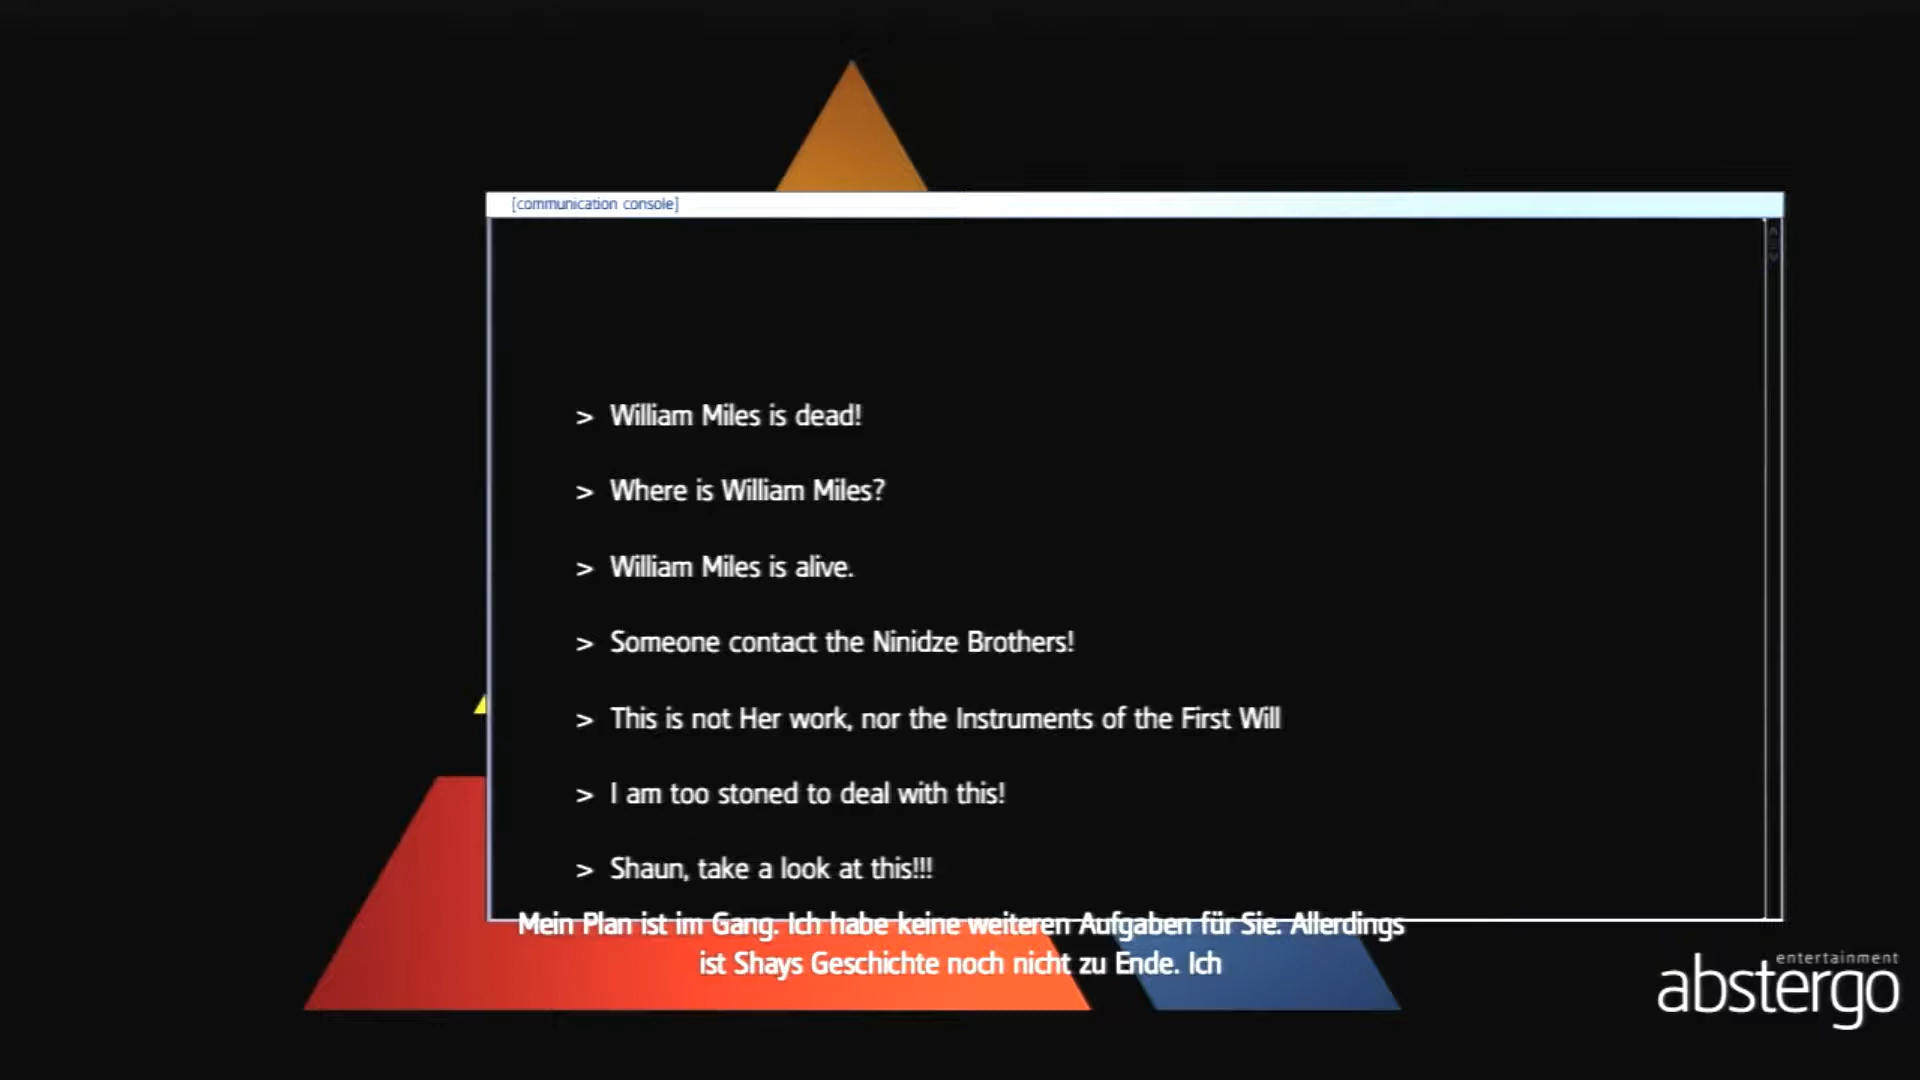 [communication console]
> William Miles is dead!
> Where is William Miles?
> William Miles is alive.
> Someone contact the Ninidze Brothers!
> This is not Her work, nor the Instruments of the First Will
> I am too stoned to deal with this!
> Shaun, take a look at this!!!
Mein Plan ist im Gang. Ich habe keine weiteren Aufgaben für Sie. Allerdings
ist Shays Geschichte noch nicht zu Ende. Ich
entertainment
abstergo